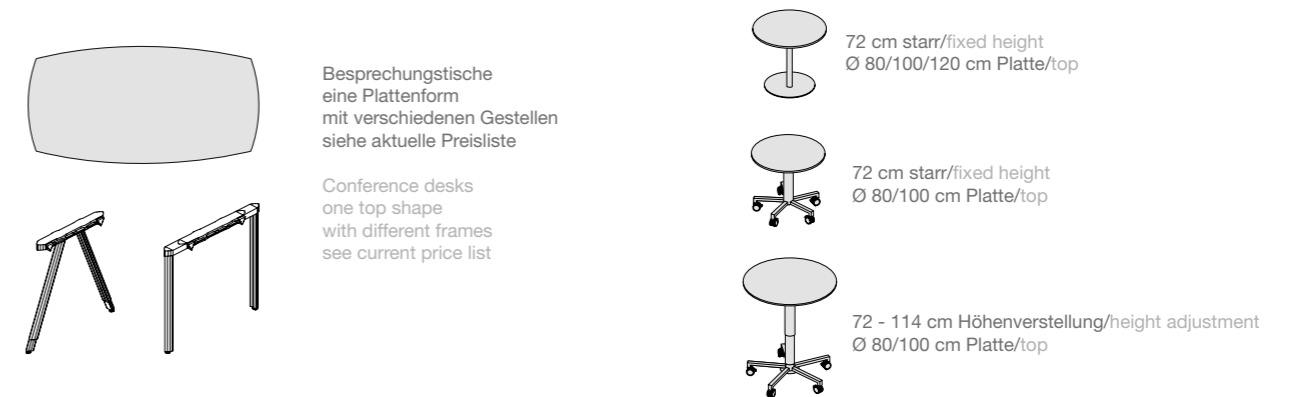 Besprechungstische
eine Plattenform
mit verschiedenen Gestellen
siehe aktuelle Preisliste
Conference desks
one top shape
with different frames
see current price list
72 cm starr/fixed height
Ø 80/100/120 cm Platte/top
72 cm starr/fixed height
Ø 80/100 cm Platte/top
72 - 114 cm Höhenverstellung/height adjustment
Ø 80/100 cm Platte/top